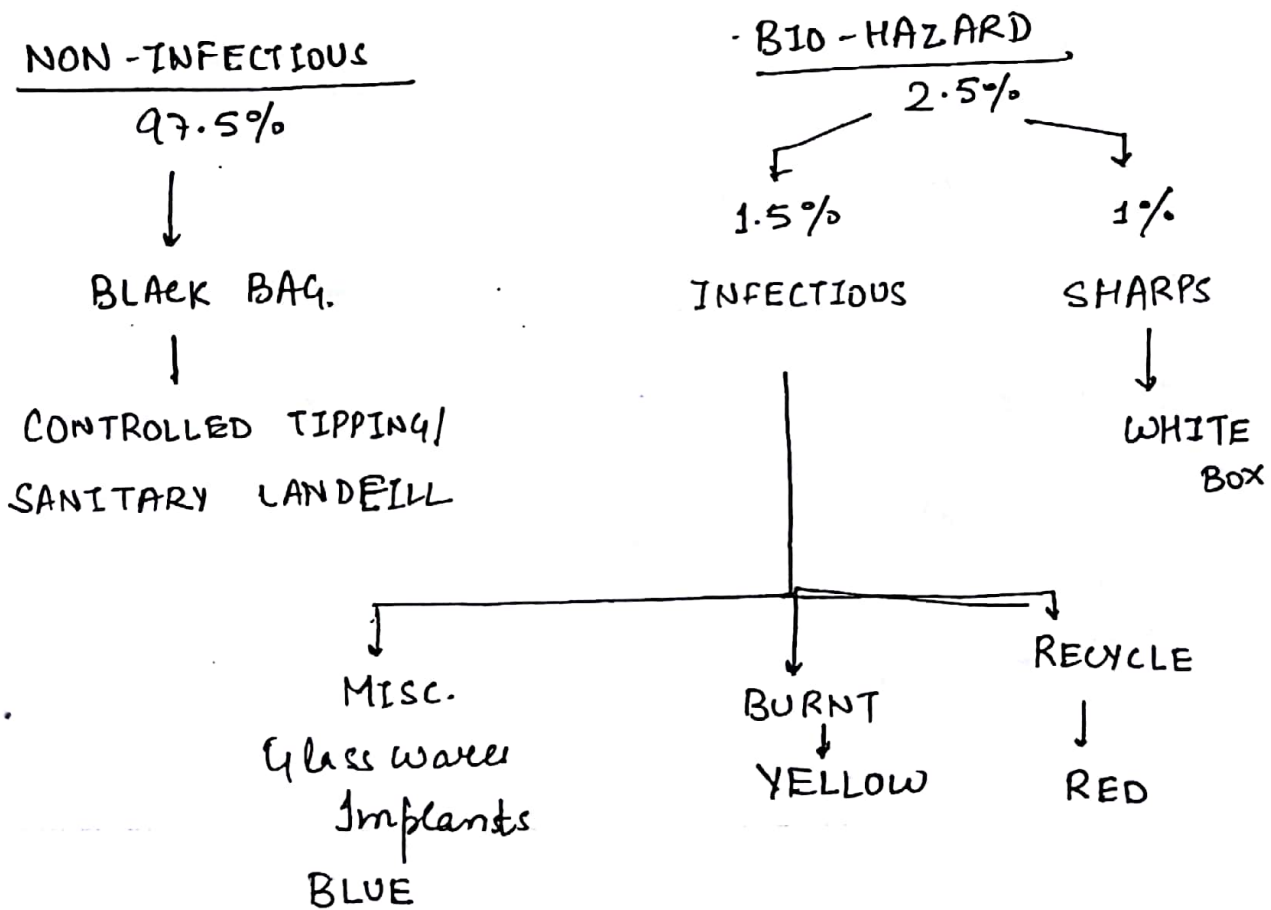 NON-INFECTIOUS
97.5%
BLACK BAG.
CONTROLLED TIPPING/
SANITARY LANDFILL
BIO-HAZARD
2.5%
1.5%
INFECTIOUS
1%
SHARPS
WHITE
BOX
MISC.
Glass wares
Implants
BLUE
BURNT
YELLOW
RECYCLE
RED